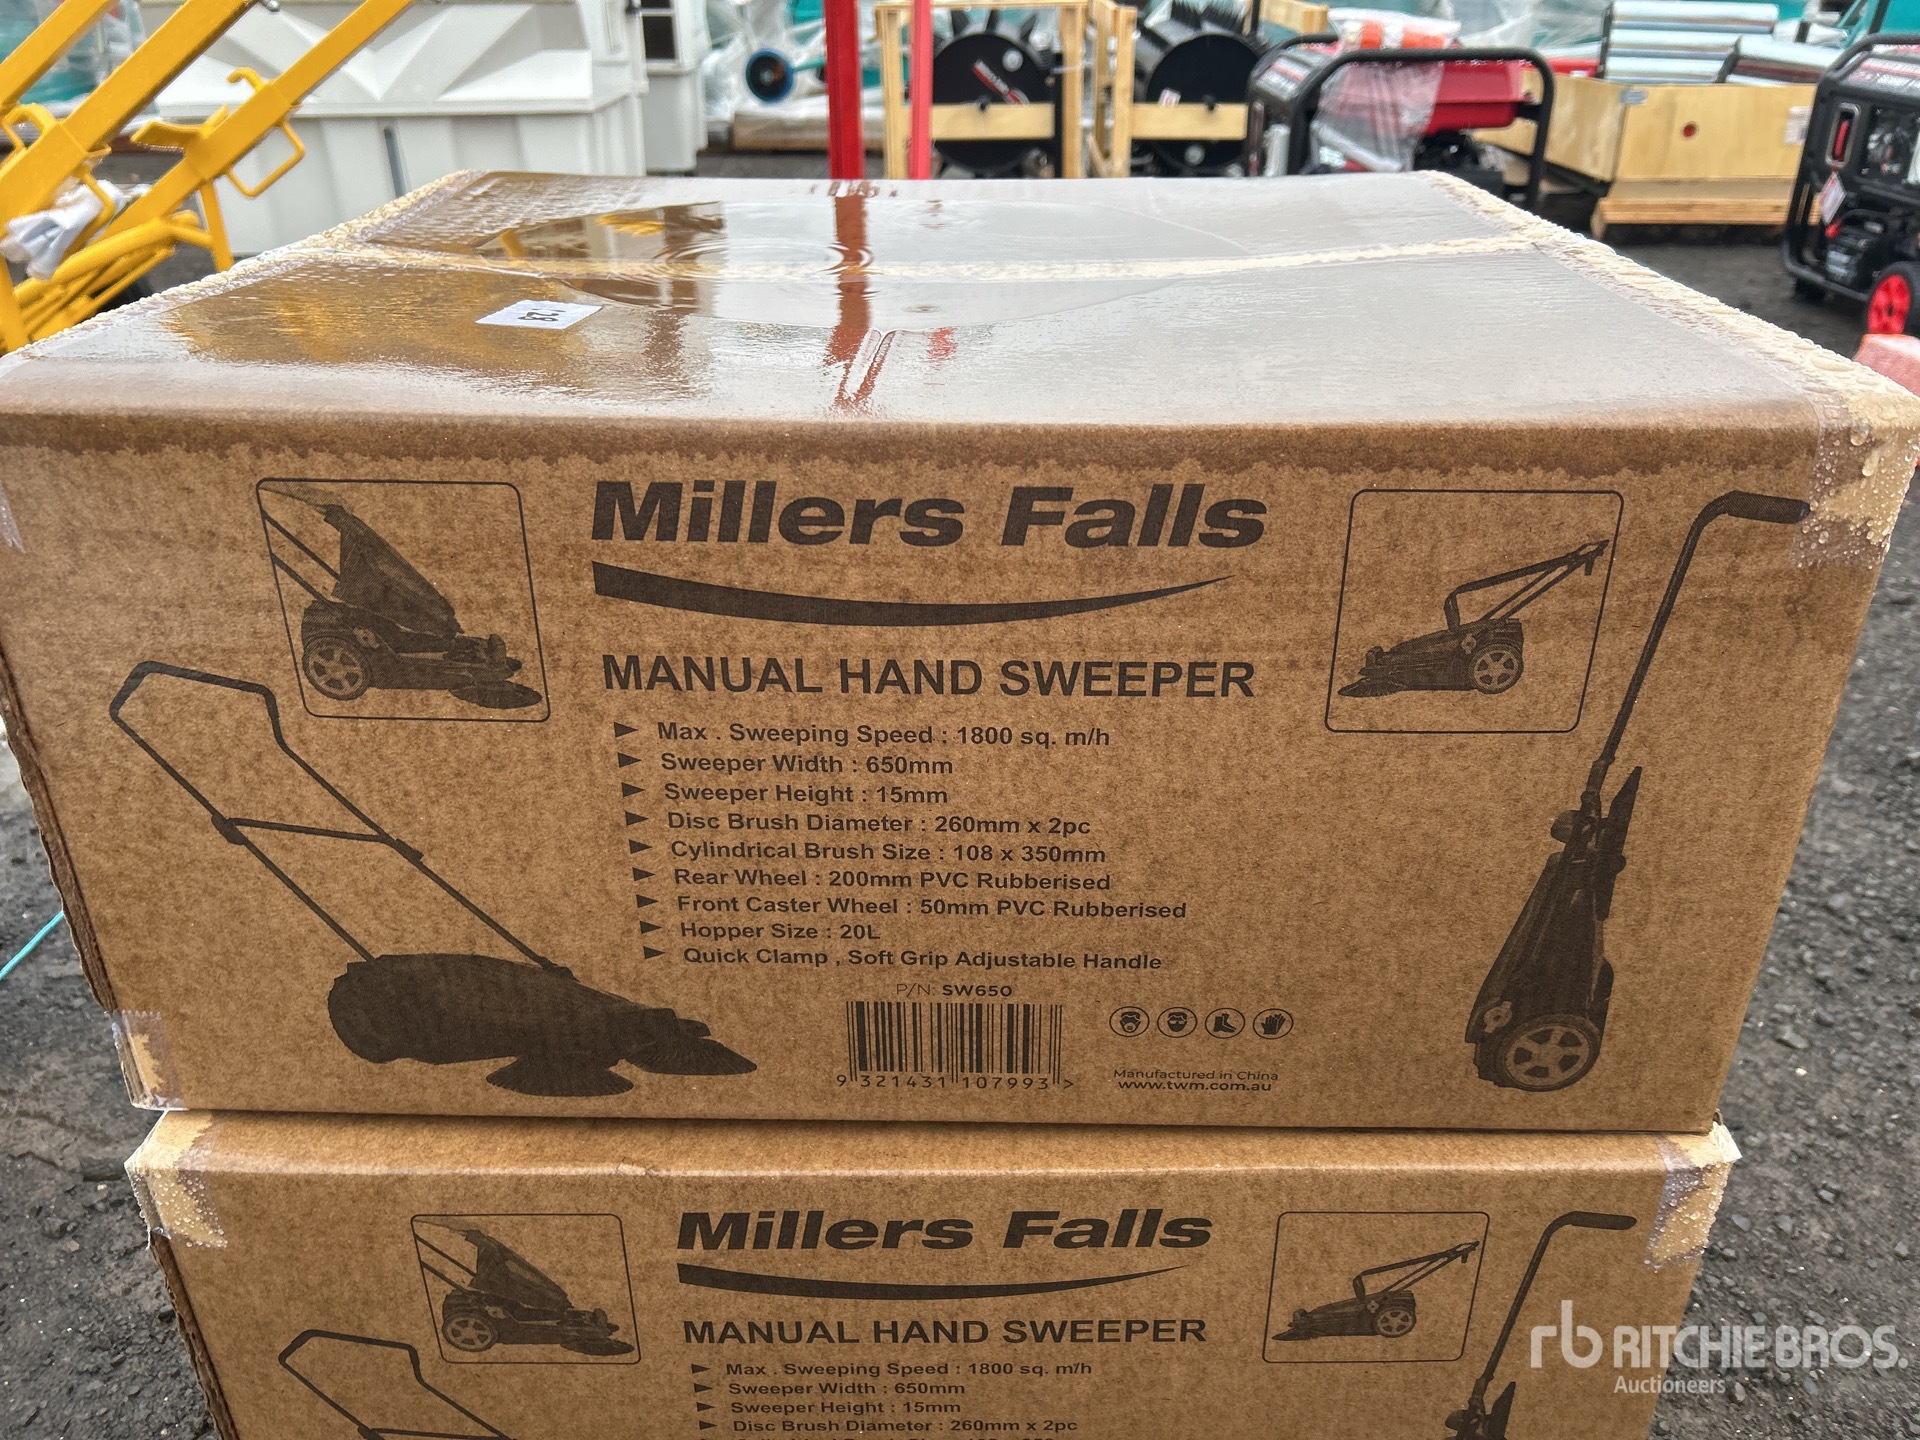 28
Millers Falls
MANUAL HAND SWEEPER
Max . Sweeping Speed : 1800 sq. m/h
Sweeper Width : 650mm
Sweeper Height : 15mm
Disc Brush Diameter : 260mm x 2pc
Cylindrical Brush Size : 108 x 350mm
Rear Wheel : 200mm PVC Rubberised
Front Caster Wheel : 50mm PVC Rubberised
Hopper Size : 20L
Quick Clamp , Soft Grip Adjustable Handle
P/N: SW650
9 321431 107993 >
Manufactured in China
www.twm.com.au
Millers Falls
MANUAL HAND SWEEPER
Max . Sweeping Speed : 1800 sq. m/h
Sweeper Width : 650mm
Sweeper Height : 15mm
Disc Brush Diameter : 260mm x 2pc
rb RITCHIE BROS.
Auctioneers